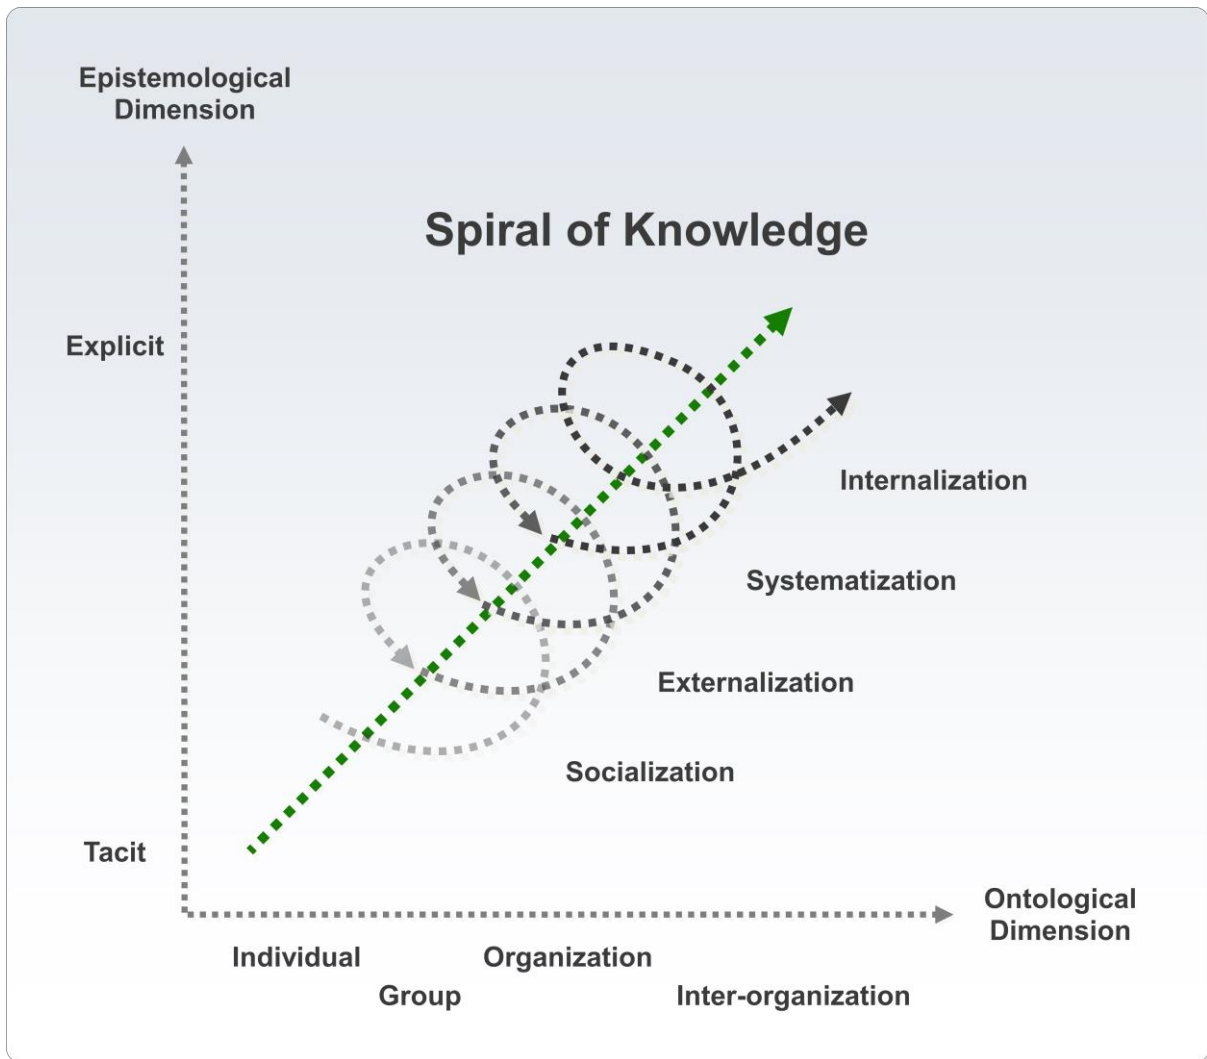 Epistemological
Dimension
Spiral of Knowledge
Explicit
Internalization
Systematization
Externalization
Socialization
Tacit
Ontological
Dimension
Individual
Organization
Group
Inter-organization